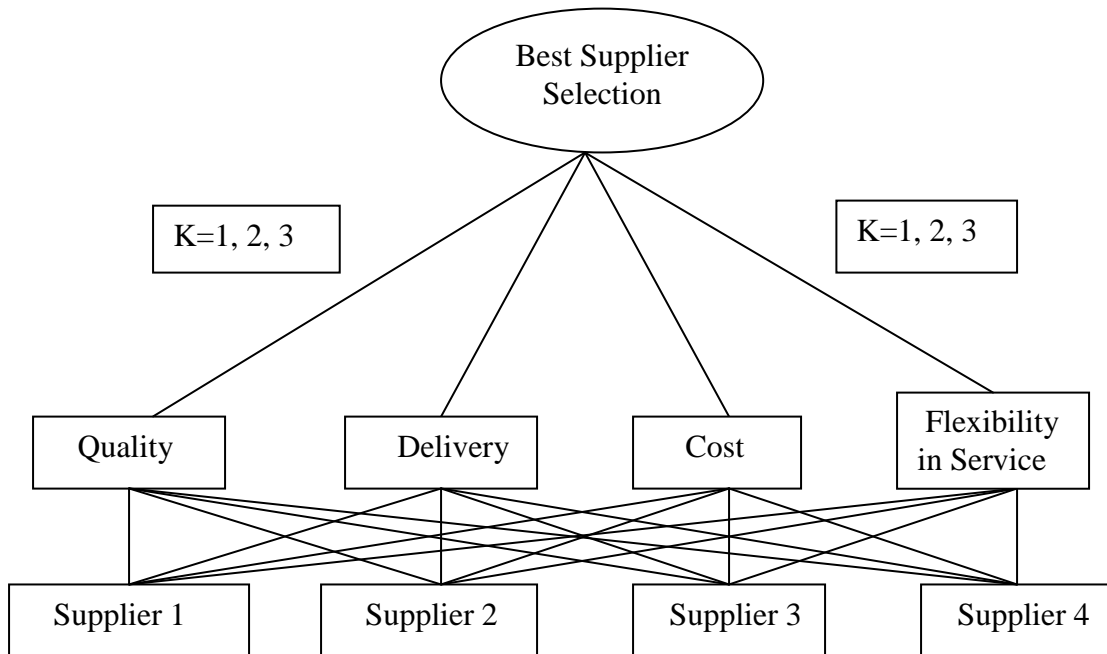 Best Supplier
Selection
K=1, 2, 3
K=1, 2, 3
Quality
Delivery
Cost
Flexibility
in Service
Supplier 1
Supplier 2
Supplier 3
Supplier 4